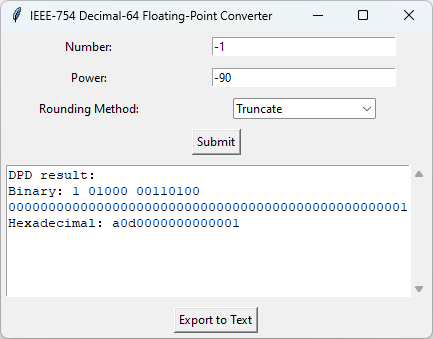 IEEE-754 Decimal-64 Floating-Point Converter
Number: -1
Power: -90
Rounding Method: Truncate
Submit
DPD result:
Binary: 1 01000 00110100
00000000000000000000000000000000000000000000000001
Hexadecimal: a0d0000000000001
Export to Text